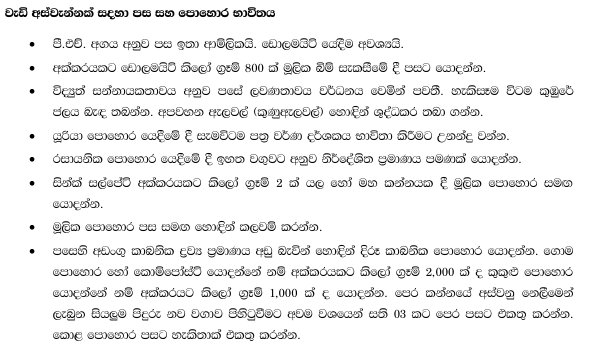 වැඩි අස්වැන්නක් සදහා පස සහ පොහොර භාවිතය
• පී.එච්. අගය අනුව පස ඉතා ආම්ලිකයි. ඩොලමයිට් යෙදීම අවශ්‍යයි.
• අක්කරයකට ඩොලමයිට් කිලෝ ග්‍රෑම් 800 ක් මූලික බිම් සැකසීමේ දී පසට යොදන්න.
• විද්‍යුත් සන්නායකතාවය අනුව පසේ ලවණතාවය වර්ධනය වෙමින් පවතී. හැකිසෑම විටම කුඹුරේ
ජලය බැඳ තබන්න. අපවහන ඇලවල් (කුණුඇලවල්) හොඳින් ශුද්ධකර තබා ගන්න.
• යූරියා පොහොර යෙදීමේ දී සැමවිටම පත්‍ර වර්ණ දර්ශකය භාවිතා කිරීමට උනන්දු වන්න.
• රසායනික පොහොර යෙදීමේ දී ඉහත වගුවට අනුව නිර්දේශිත ප්‍රමාණය පමණක් යොදන්න.
• සින්ක් සල්පේට් අක්කරයකට කිලෝ ග්‍රෑම් 2 ක් යල හෝ මහ කන්නයක දී මූලික පොහොර සමඟ
යොදන්න.
• මූලික පොහොර පස සමඟ හොඳින් කලවම් කරන්න.
• පසෙහි අඩංගු කාබනික ද්‍රව්‍ය ප්‍රමාණය අඩු බැවින් හොඳින් දිරූ කාබනික පොහොර යොදන්න. ගොම
පොහොර හෝ කොම්පෝස්ට් යොදන්නේ නම් අක්කරයකට කිලෝ ග්‍රෑම් 2,000 ක් ද කුකුළු පොහොර
යොදන්නේ නම් අක්කරයට කිලෝ ග්‍රෑම් 1,000 ක් ද යොදන්න. පෙර කන්නයේ අස්වනු නෙලීමෙන්
ලැබුන සියලුම පිදුරු නව වගාව පිහිටුවීමට අවම වශයෙන් සති 03 කට පෙර පසට එකතු කරන්න.
කොළ පොහොර පසට හැකිතාක් එකතු කරන්න.